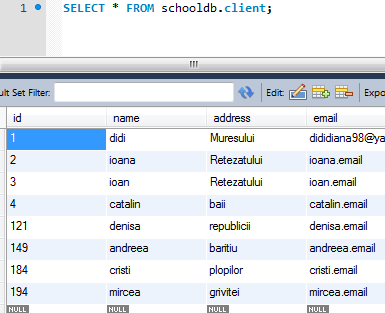 1 SELECT * FROM schooldb.client;
ult Set Filter: Edit: Expo
id name address email
1 didi Muresului dididiana98@ya
2 ioana Retezatului ioana.email
3 ioan Retezatului ioan.email
4 catalin baii catalin.email
121 denisa republicii denisa.email
149 andreea baritiu andreea.email
184 cristi plopilor cristi.email
194 mircea grivitei mircea.email
NULL NULL NULL NULL